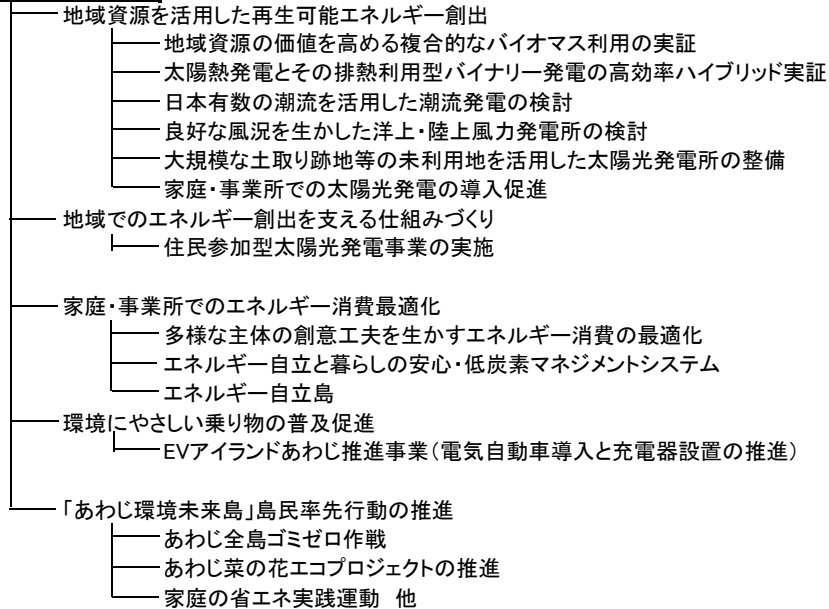 地域資源を活用した再生可能エネルギー創出
地域資源の価値を高める複合的なバイオマス利用の実証
太陽熱発電とその排熱利用型バイナリー発電の高効率ハイブリッド実証
日本有数の潮流を活用した潮流発電の検討
良好な風況を生かした洋上・陸上風力発電所の検討
大規模な土取り跡地等の未利用地を活用した太陽光発電所の整備
家庭・事業所での太陽光発電の導入促進
地域でのエネルギー創出を支える仕組みづくり
住民参加型太陽光発電事業の実施
家庭・事業所でのエネルギー消費最適化
多様な主体の創意工夫を生かすエネルギー消費の最適化
エネルギー自立と暮らしの安心・低炭素マネジメントシステム
エネルギー自立島
環境にやさしい乗り物の普及促進
EVアイランドあわじ推進事業（電気自動車導入と充電器設置の推進）
「あわじ環境未来島」島民率先行動の推進
あわじ全島ゴミゼロ作戦
あわじ菜の花エコプロジェクトの推進
家庭の省エネ実践運動　他